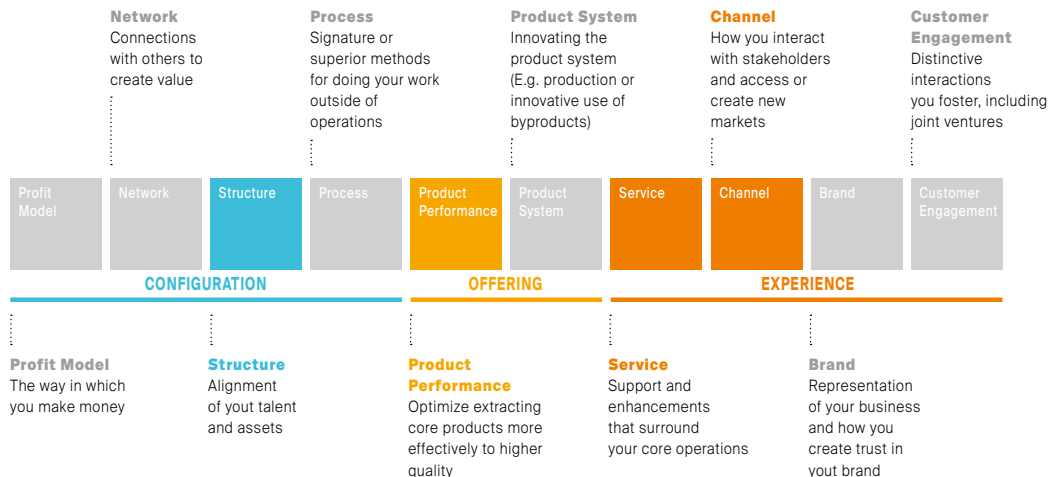 Network
Connections
with others to
create value
Process
Signature or
superior methods
for doing your work
outside of
operations
Product System
Innovating the
product system
(E.g. production or
innovative use of
byproducts)
Channel
How you interact
with stakeholders
and access or
create new
markets
Customer
Engagement
Distinctive
interactions
you foster, including
joint ventures
Profit
Model
Network
Structure
Process
Product
Performance
Product
System
Service
Channel
Brand
Customer
Engagement
CONFIGURATION
OFFERING
EXPERIENCE
Profit Model
The way in which
you make money
Structure
Alignment
of yout talent
and assets
Product
Performance
Optimize extracting
core products more
effectively to higher
quality
Service
Support and
enhancements
that surround
your core operations
Brand
Representation
of your business
and how you
create trust in
yout brand